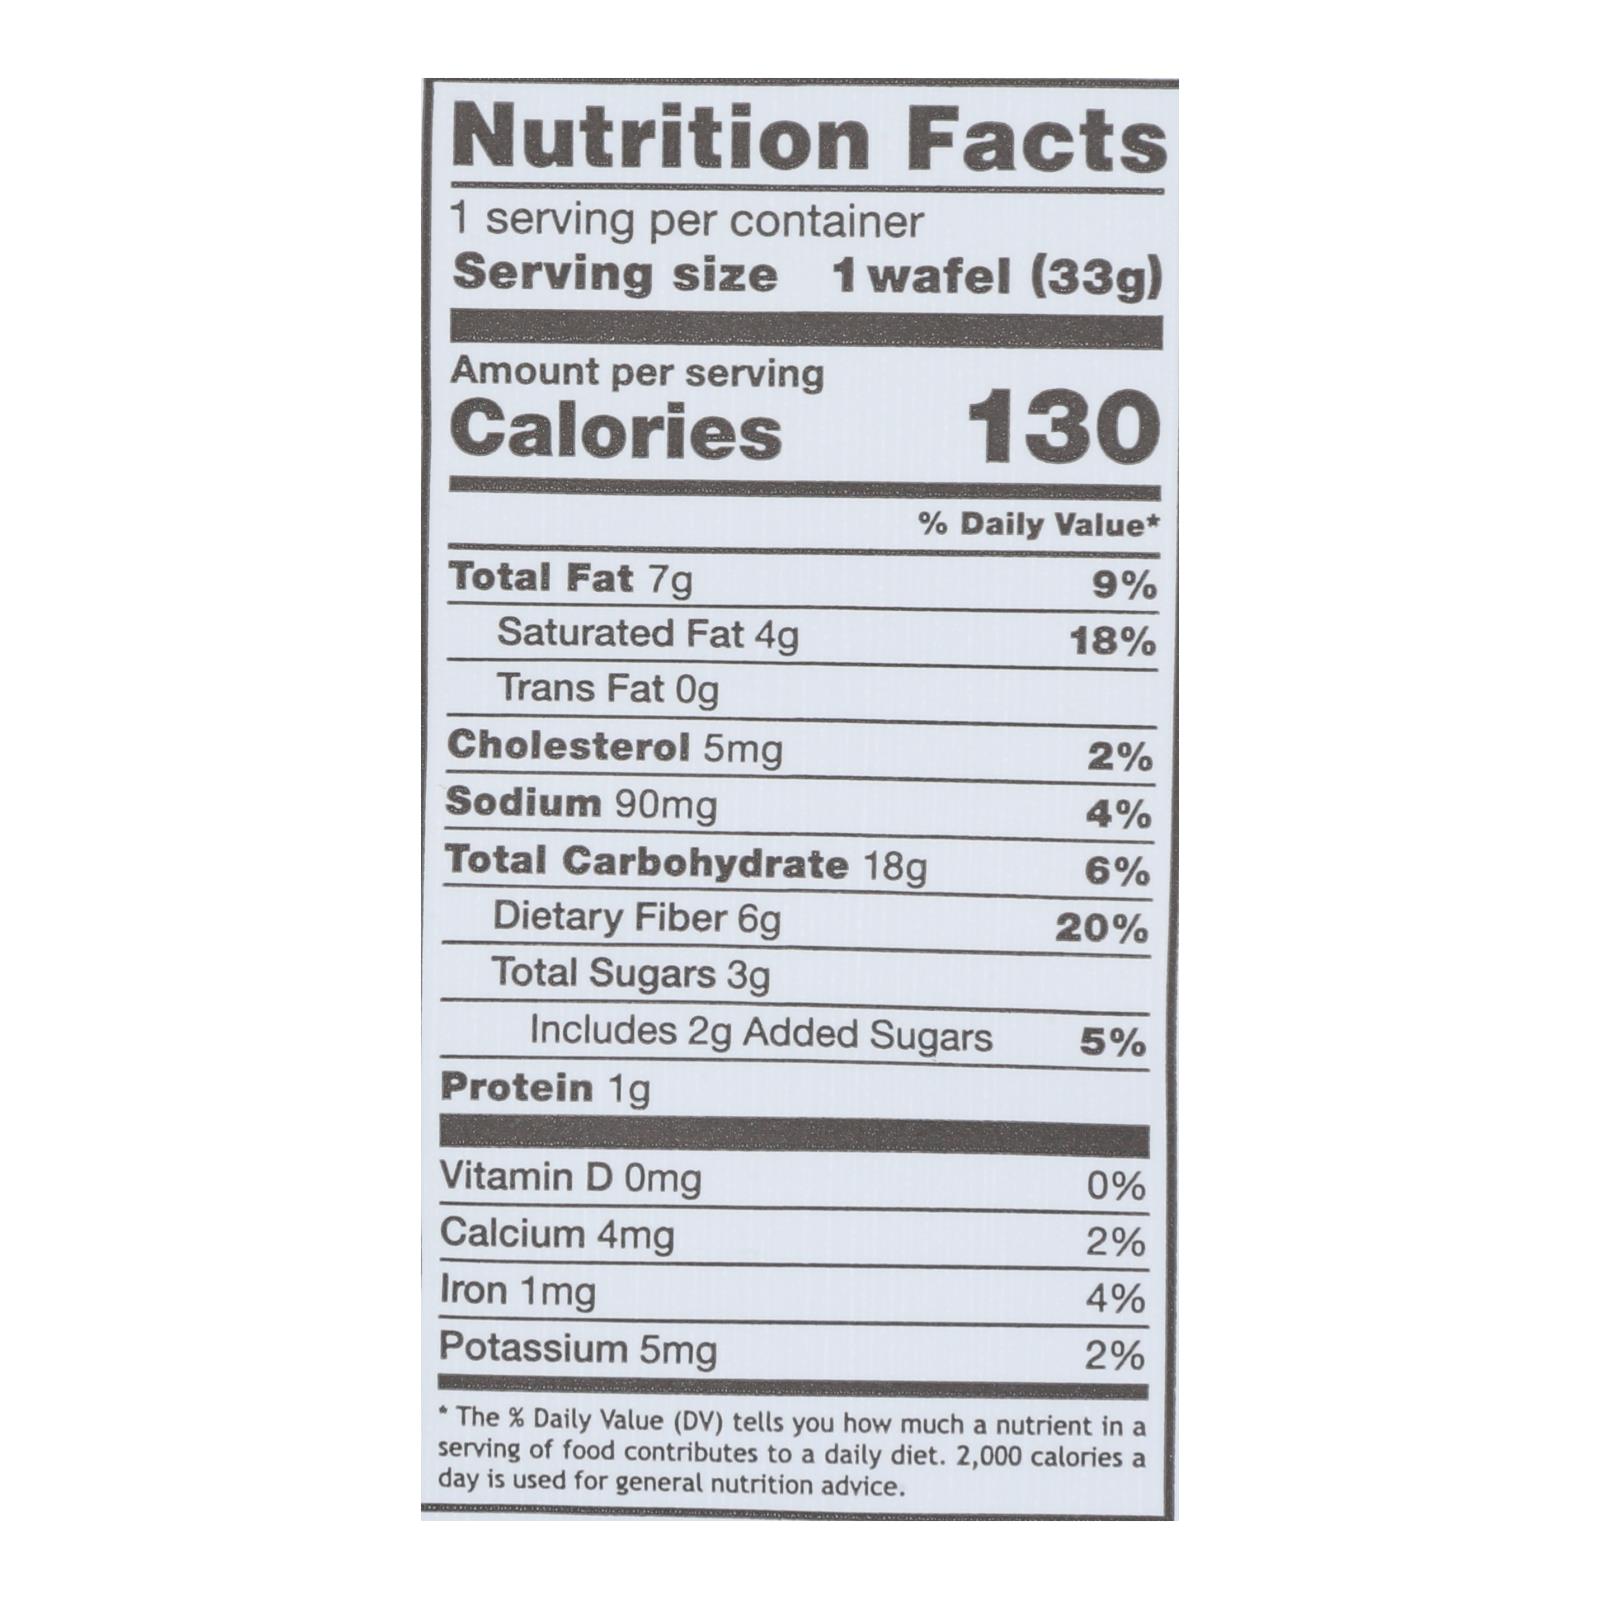 Nutrition Facts
1 serving per container
Serving size 1 wafel (33g)
Amount per serving
Calories 130
% Daily Value*
Total Fat 7g 9%
Saturated Fat 4g 18%
Trans Fat 0g
Cholesterol 5mg 2%
Sodium 90mg 4%
Total Carbohydrate 18g 6%
Dietary Fiber 6g 20%
Total Sugars 3g
Includes 2g Added Sugars 5%
Protein 1g
Vitamin D 0mg 0%
Calcium 4mg 2%
Iron 1mg 4%
Potassium 5mg 2%
* The % Daily Value (DV) tells you how much a nutrient in a
serving of food contributes to a daily diet. 2,000 calories a
day is used for general nutrition advice.